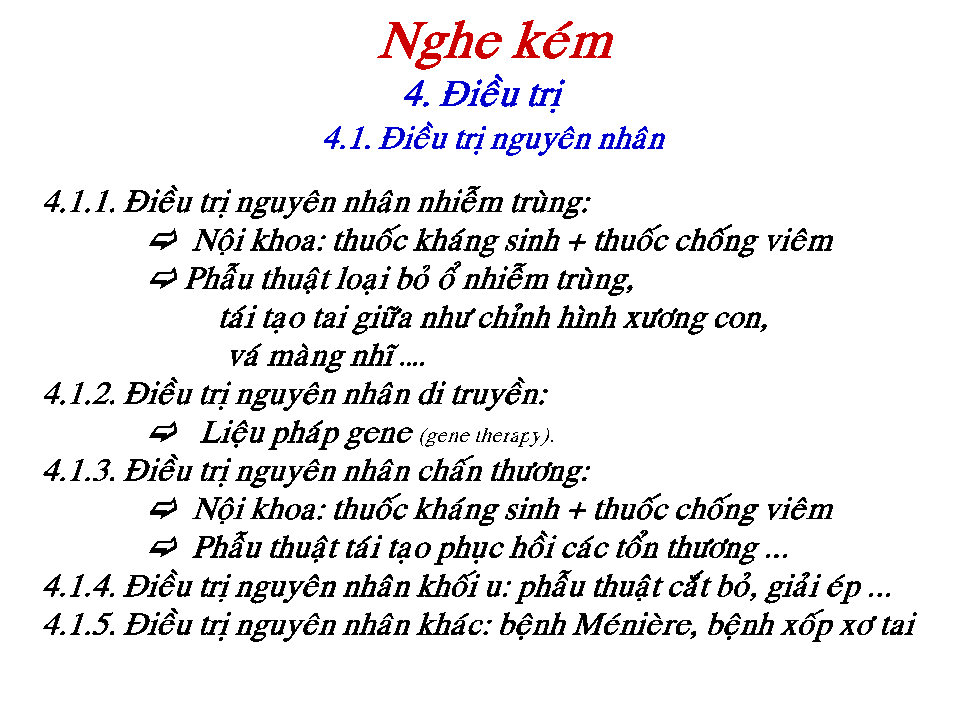 Nghe kém
4. Điều trị
4.1. Điều trị nguyên nhân
4.1.1. Điều trị nguyên nhân nhiễm trùng:
⇨ Nội khoa: thuốc kháng sinh + thuốc chống viêm
⇨ Phẫu thuật loại bỏ ổ nhiễm trùng,
tái tạo tai giữa như chỉnh hình xương con,
vá màng nhĩ ....
4.1.2. Điều trị nguyên nhân di truyền:
⇨ Liệu pháp gene (gene therapy).
4.1.3. Điều trị nguyên nhân chấn thương:
⇨ Nội khoa: thuốc kháng sinh + thuốc chống viêm
⇨ Phẫu thuật tái tạo phục hồi các tổn thương ...
4.1.4. Điều trị nguyên nhân khối u: phẫu thuật cắt bỏ, giải ép ...
4.1.5. Điều trị nguyên nhân khác: bệnh Ménière, bệnh xốp xơ tai